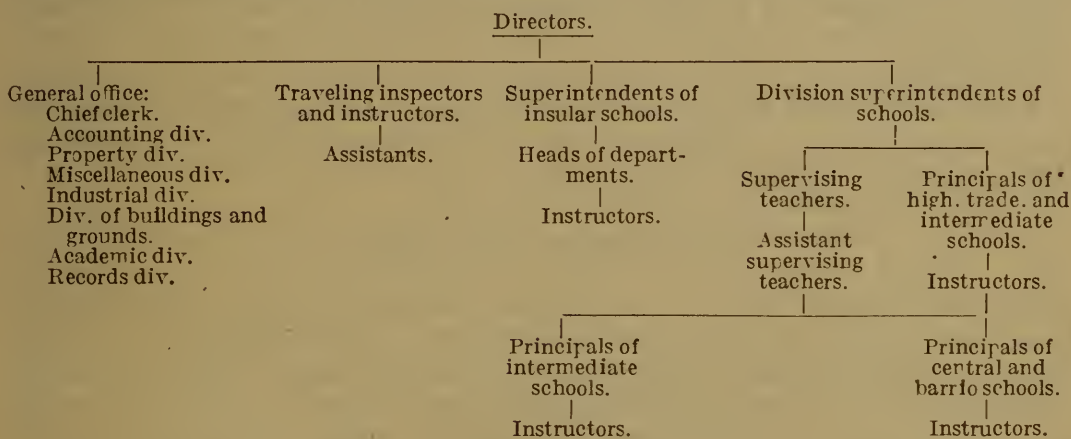 Directors.
General office:
Chief clerk.
Accounting div.
Property div.
Miscellaneous div.
Industrial div.
Div. of buildings and
grounds.
Academic div.
Records div.
Traveling inspectors
and instructors.
Assistants.
Superintendents of
insular schools.
Heads of depart-
ments.
Instructors.
Division superintendents of
schools.
Supervising
teachers.
Assistant
supervising
teachers.
Principals of
high. trade. and
intermediate
schools.
Instructors.
Principals of
intermediate
schools.
Instructors.
Principals of
central and
barrio schools.
Instructors.